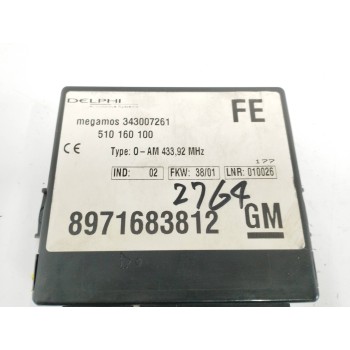 DELPHI
FE
megamos 343007261
510 160 100
CE
Type: O-AM 433.92 MHz
177
IND: 02 FKW: 38/01 LNR: 010026
2764
8971683812 GM